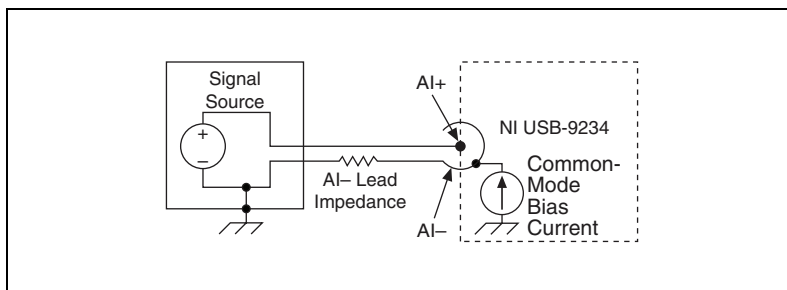 Signal
Source
+
–
AI– Lead
Impedance
AI+
AI–
NI USB-9234
Common-
Mode
Bias
Current